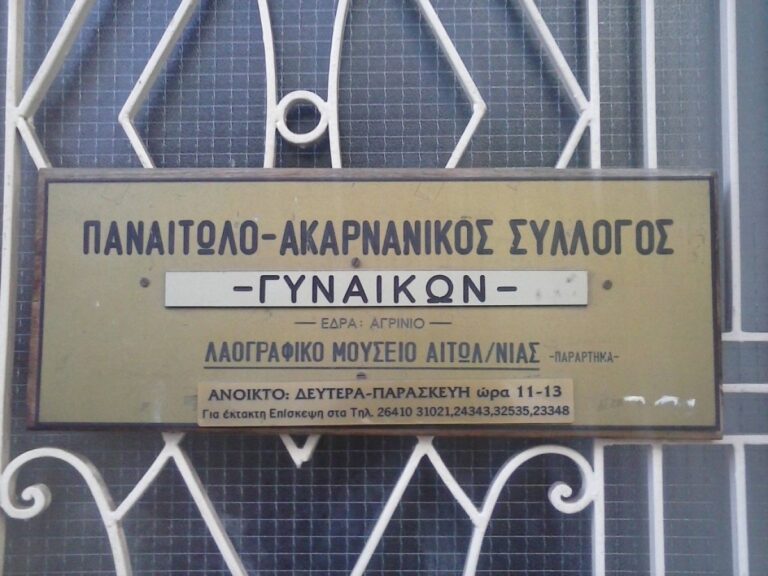 ΠΑΝΑΙΤΩΛΟ-ΑΚΑΡΝΑΝΙΚΟΣ ΣΥΛΛΟΓΟΣ
-ΓΥΝΑΙΚΩΝ-
— ΕΔΡΑ: ΑΓΡΙΝΙΟ —
ΛΑΟΓΡΑΦΙΚΟ ΜΟΥΣΕΙΟ ΑΙΤΩΛ/ΝΙΑΣ -ΠΑΡΑΡΤΗΜΑ-
ΑΝΟΙΚΤΟ: ΔΕΥΤΕΡΑ-ΠΑΡΑΣΚΕΥΗ ώρα 11-13
Για έκτακτη Επίσκεψη στα Τηλ. 26410 31021,24343,32535,23348